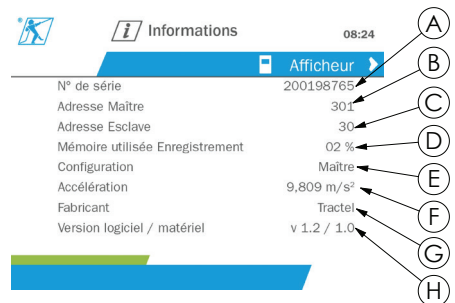 i Informations 08:24 A
Afficheur B
N° de série 200198765
Adresse Maître 301 C
Adresse Esclave 30
Mémoire utilisée Enregistrement 02 % D
Configuration Maître E
Accélération 9,809 m/s² F
Fabricant Tractel
Version logiciel / matériel v 1.2 / 1.0 G
H